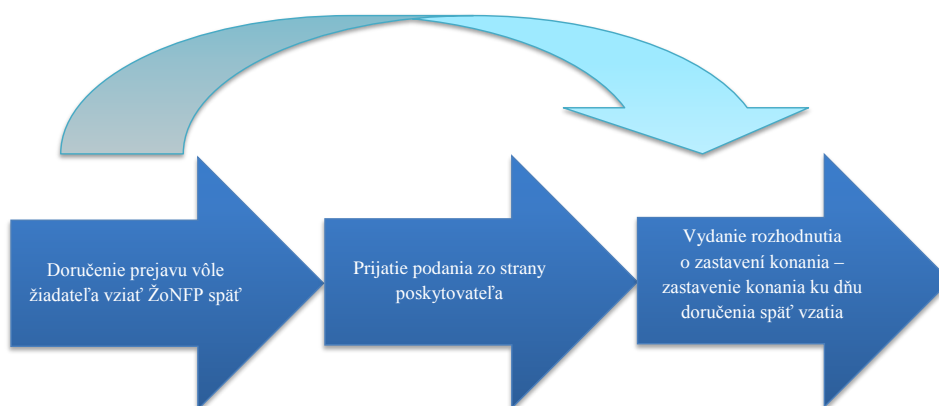 Doručenie prejavu vôle
žiadateľa vziať ŽoNFP späť
Prijatie podania zo strany
poskytovateľa
Vydanie rozhodnutia
o zastavení konania –
zastavenie konania ku dňu
doručenia späť vzatia